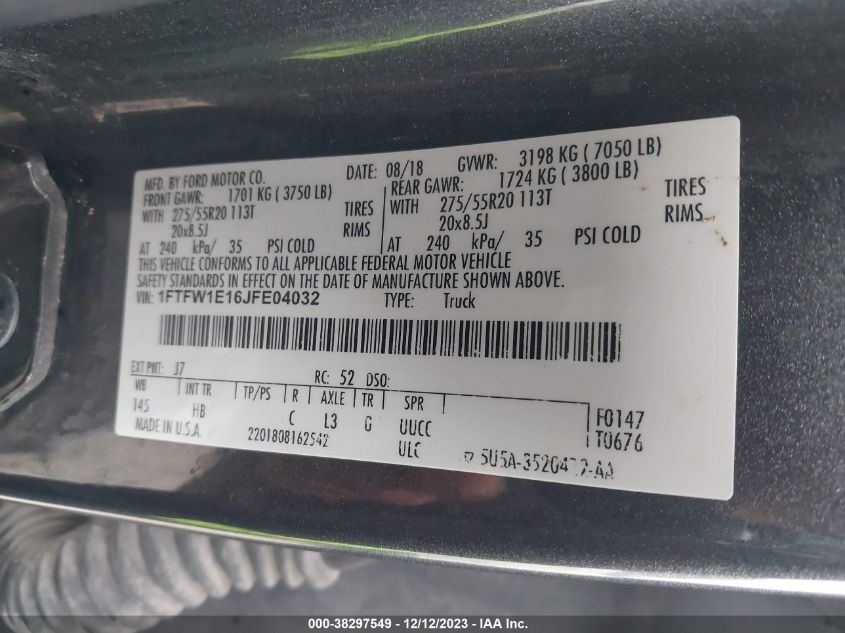 MFD. BY FORD MOTOR CO. DATE: 08/18 GVWR: 3198 KG ( 7050 LB)
FRONT GAWR: 1701 KG ( 3750 LB) REAR GAWR: 1724 KG ( 3800 LB)
WITH 275/55R20 113T TIRES WITH 275/55R20 113T TIRES
20x8.5J RIMS 20x8.5J RIMS
AT 240 kPa/ 35 PSI COLD AT 240 kPa/ 35 PSI COLD
THIS VEHICLE CONFORMS TO ALL APPLICABLE FEDERAL MOTOR VEHICLE
SAFETY STANDARDS IN EFFECT ON THE DATE OF MANUFACTURE SHOWN ABOVE.
VIN: 1FTFW1E16JFE04032 TYPE: Truck
EXT PNT: J7 RC: 52 DSO:
WB INT TR TP/PS R AXLE TR SPR
145 HB C L3 G UUCC F0147
MADE IN U.S.A. 2201808162542 ULC T0676
5U5A-3520472-AA
000-38297549 - 12/12/2023 - IAA Inc.